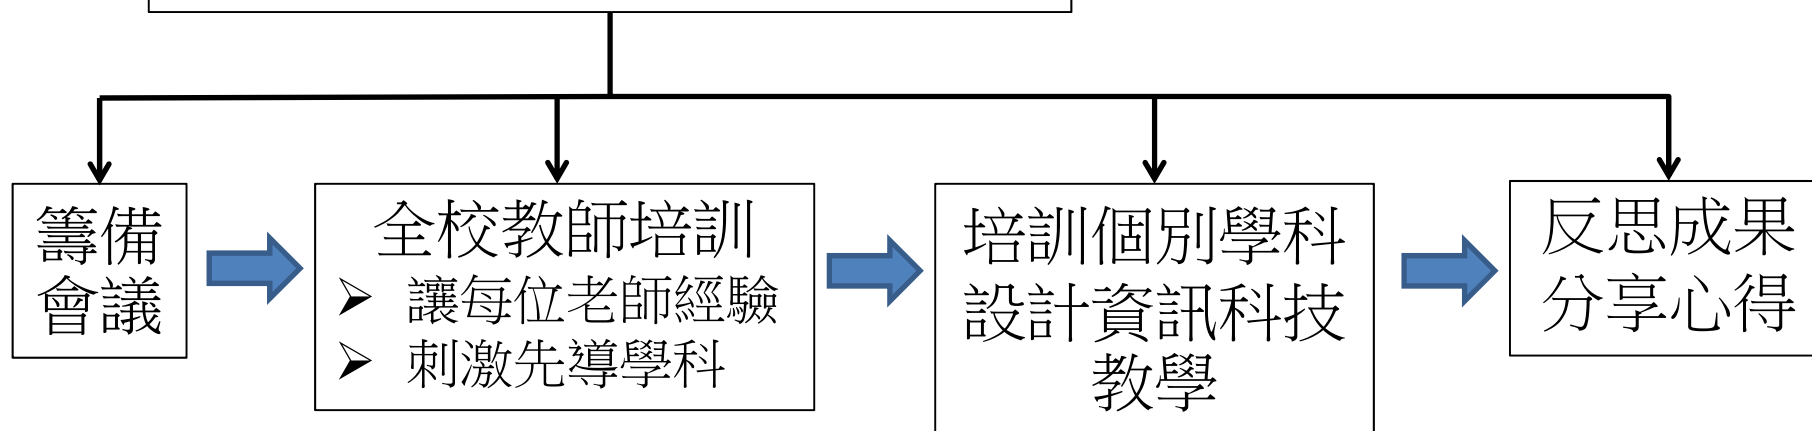 籌備
會議
全校教師培訓
➢ 讓每位老師經驗
➢ 刺激先導學科
培訓個別學科
設計資訊科技
教學
反思成果
分享心得